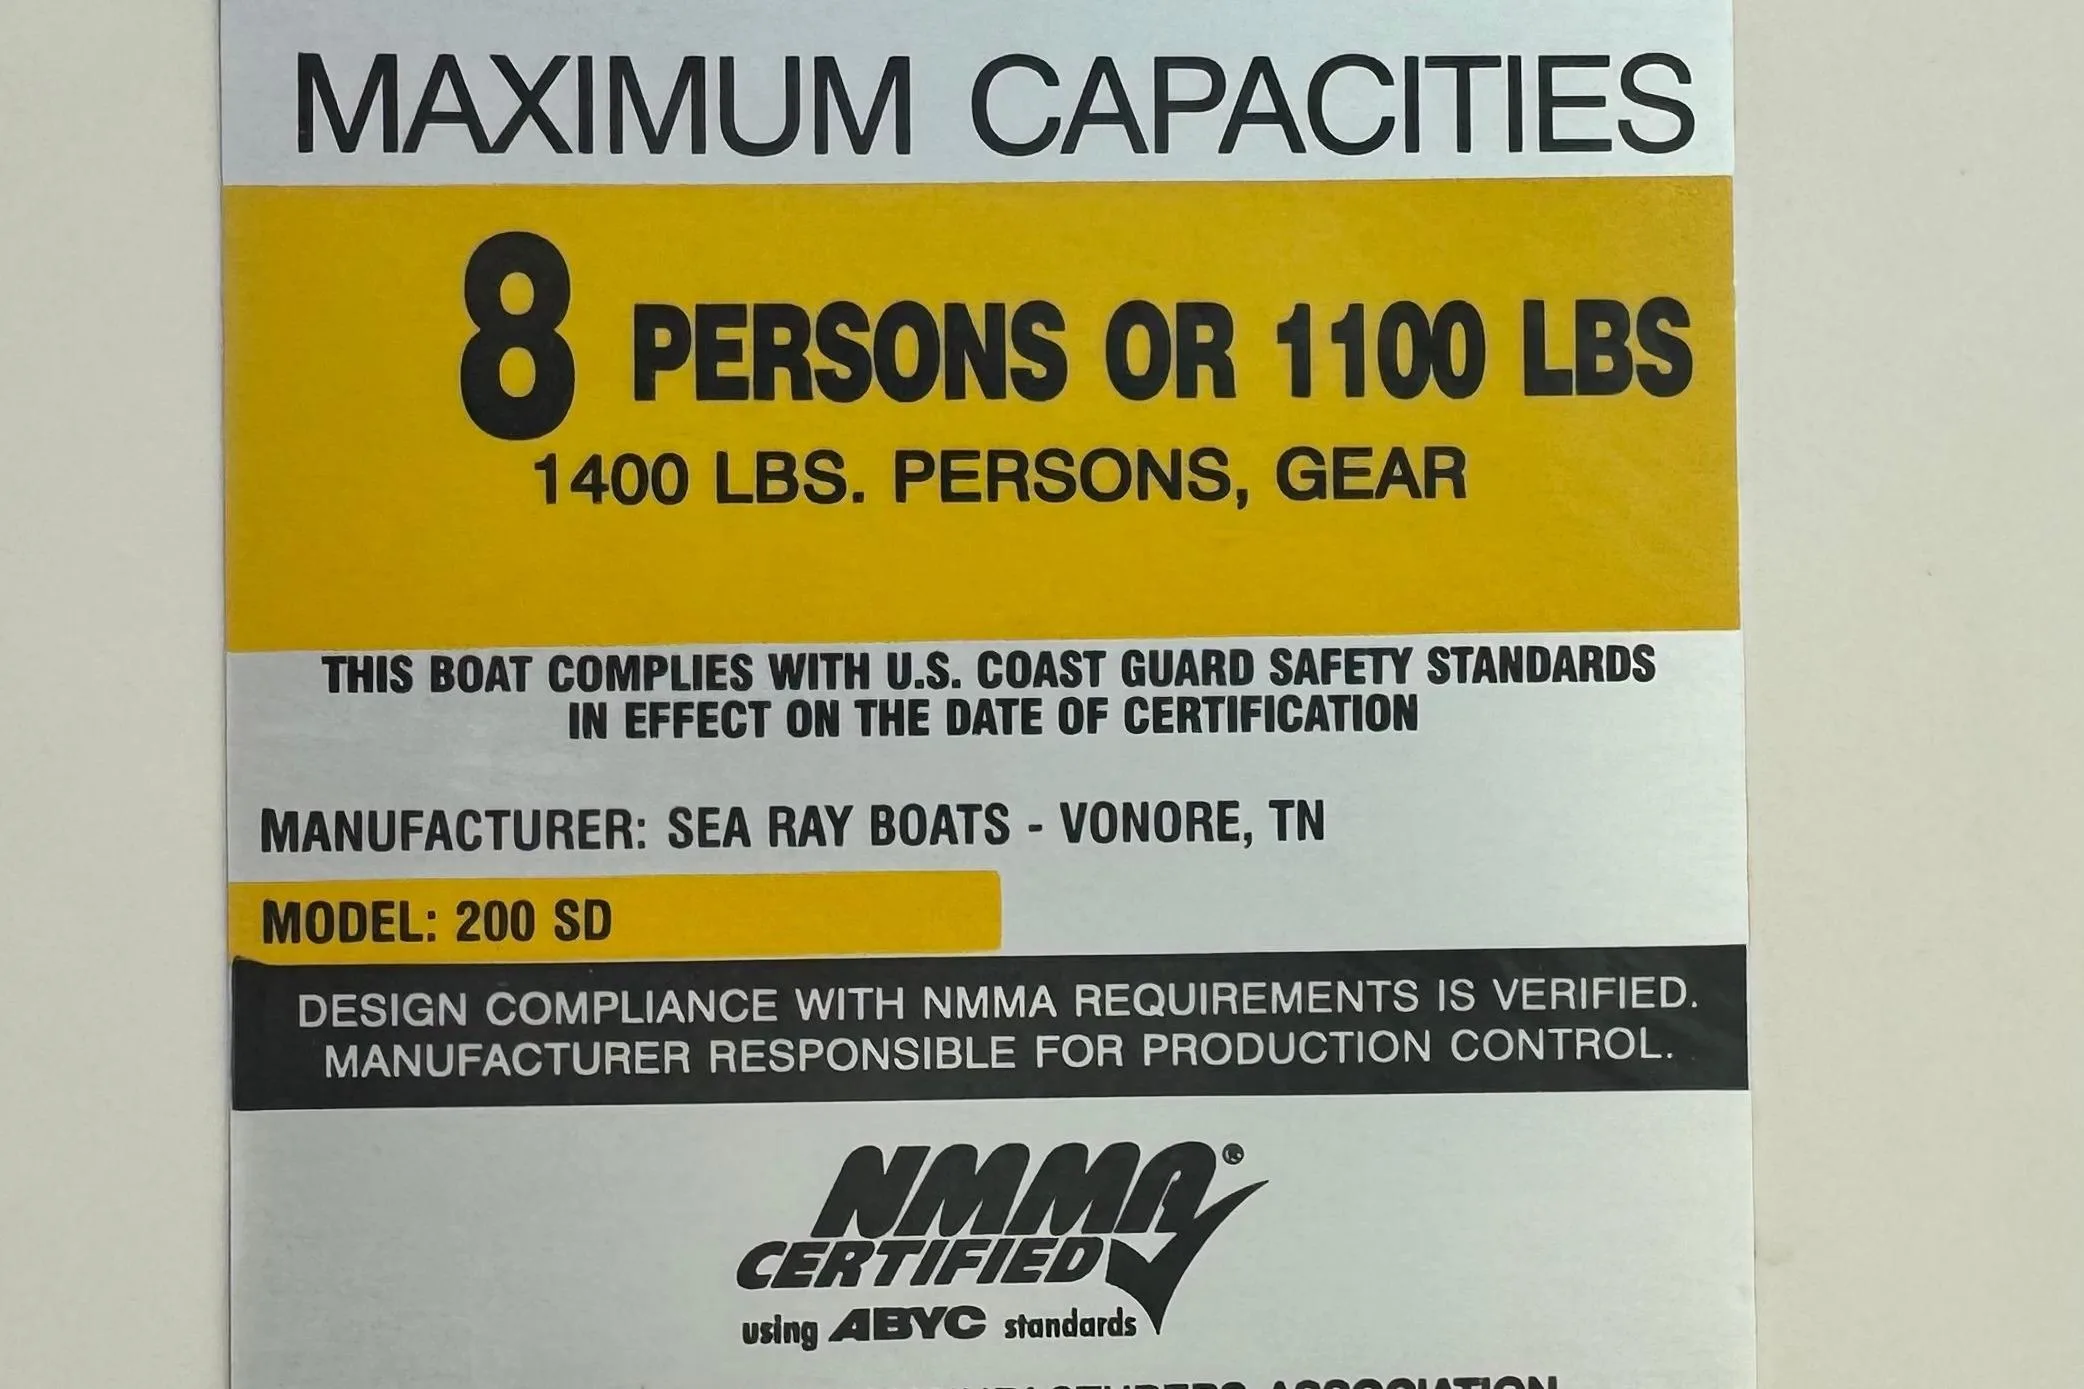 MAXIMUM CAPACITIES
8 PERSONS OR 1100 LBS
1400 LBS. PERSONS, GEAR
THIS BOAT COMPLIES WITH U.S. COAST GUARD SAFETY STANDARDS
IN EFFECT ON THE DATE OF CERTIFICATION
MANUFACTURER: SEA RAY BOATS - VONORE, TN
MODEL: 200 SD
DESIGN COMPLIANCE WITH NMMA REQUIREMENTS IS VERIFIED.
MANUFACTURER RESPONSIBLE FOR PRODUCTION CONTROL.
NMMA®
CERTIFIED
using ABYC standards
ASSOCIATION